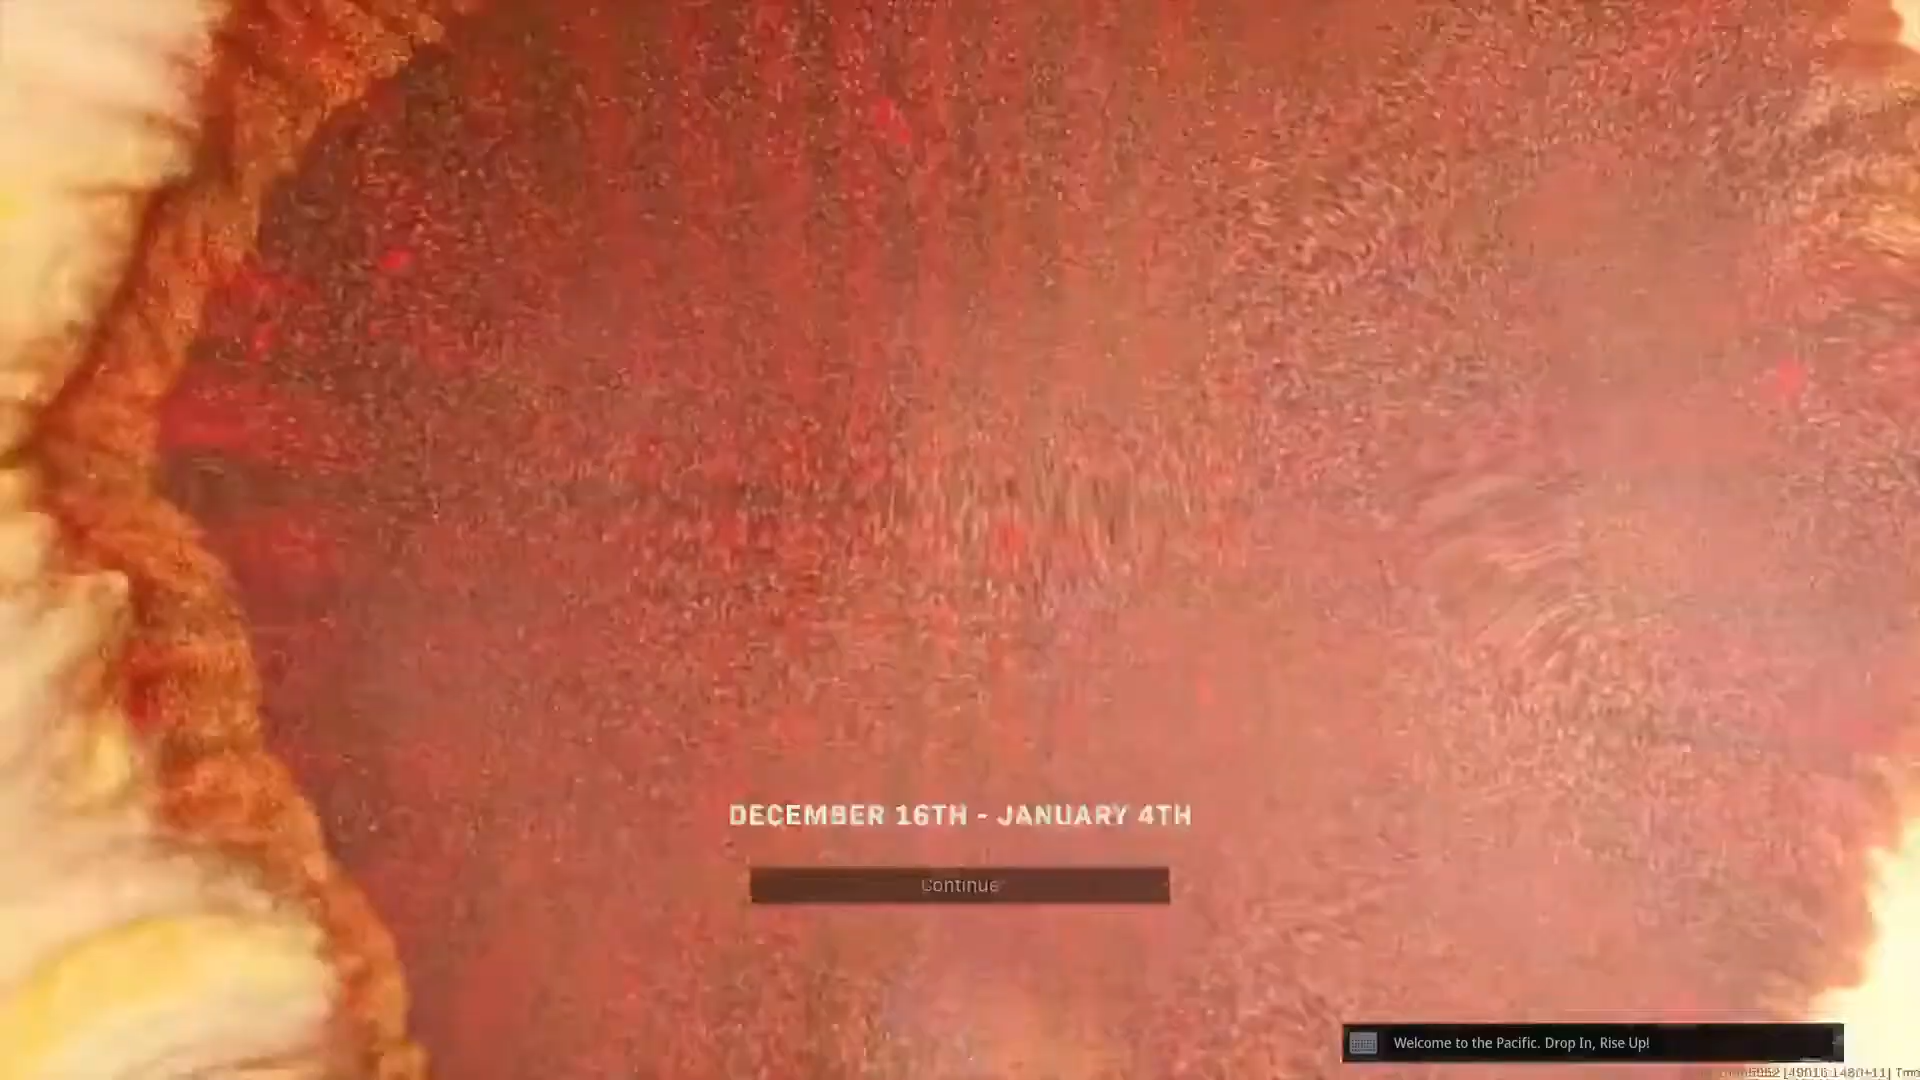 DECEMBER 16TH - JANUARY 4TH
Continue
Welcome to the Pacific. Drop In, Rise Up!